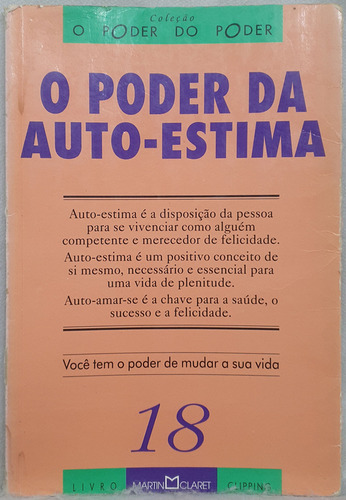 Coleção
O PODER DO PODER
O PODER DA
AUTO-ESTIMA
Auto-estima é a disposição da pessoa
para se vivenciar como alguém
competente e merecedor de felicidade.
Auto-estima é um positivo conceito de
si mesmo, necessário e essencial para
uma vida de plenitude.
Auto-amar-se é a chave para a saúde, o
sucesso e a felicidade.
Você tem o poder de mudar a sua vida
18
LIVRO MARTIN CLARET CLIPPING